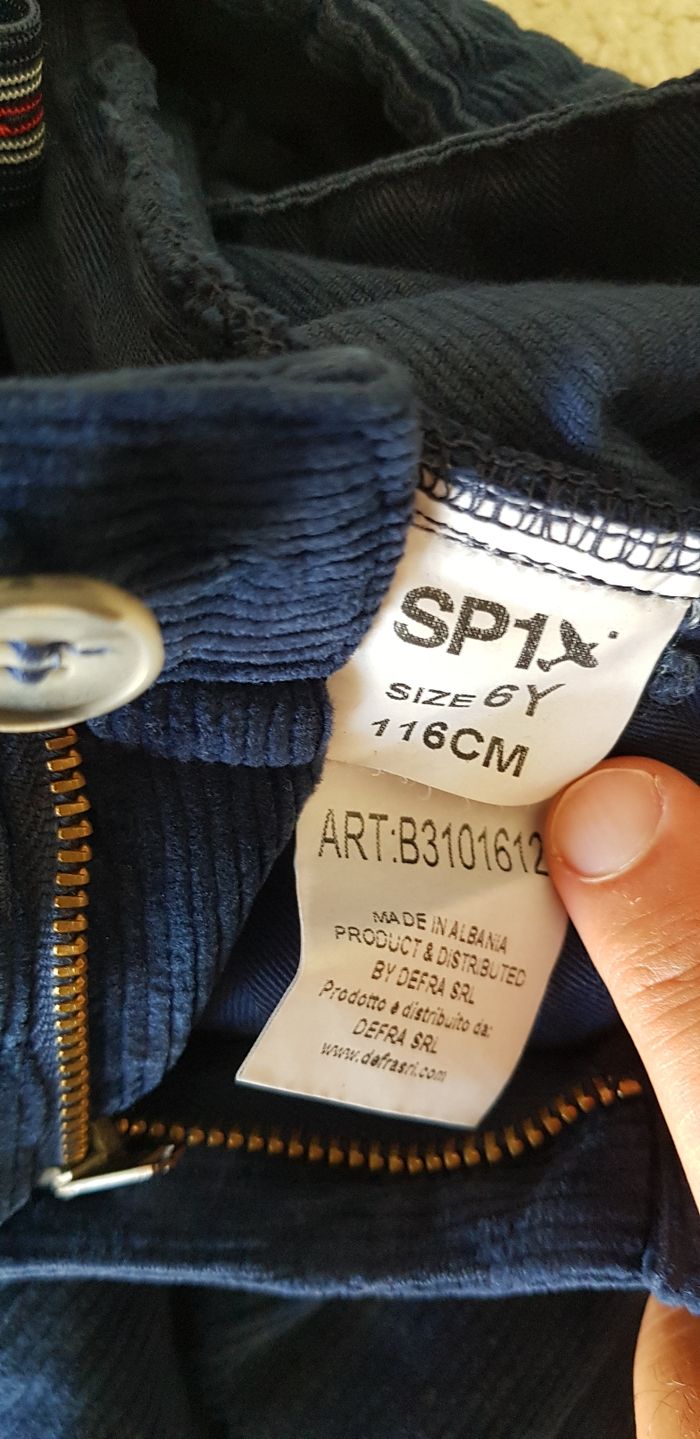 SP1
SIZE 6Y
116CM
ART:B3101612
MADE IN ALBANIA
PRODUCT & DISTRIBUTED
BY DEFRA SRL
Prodotto è distribuito da:
DEFRA SRL
www.defrasrl.com